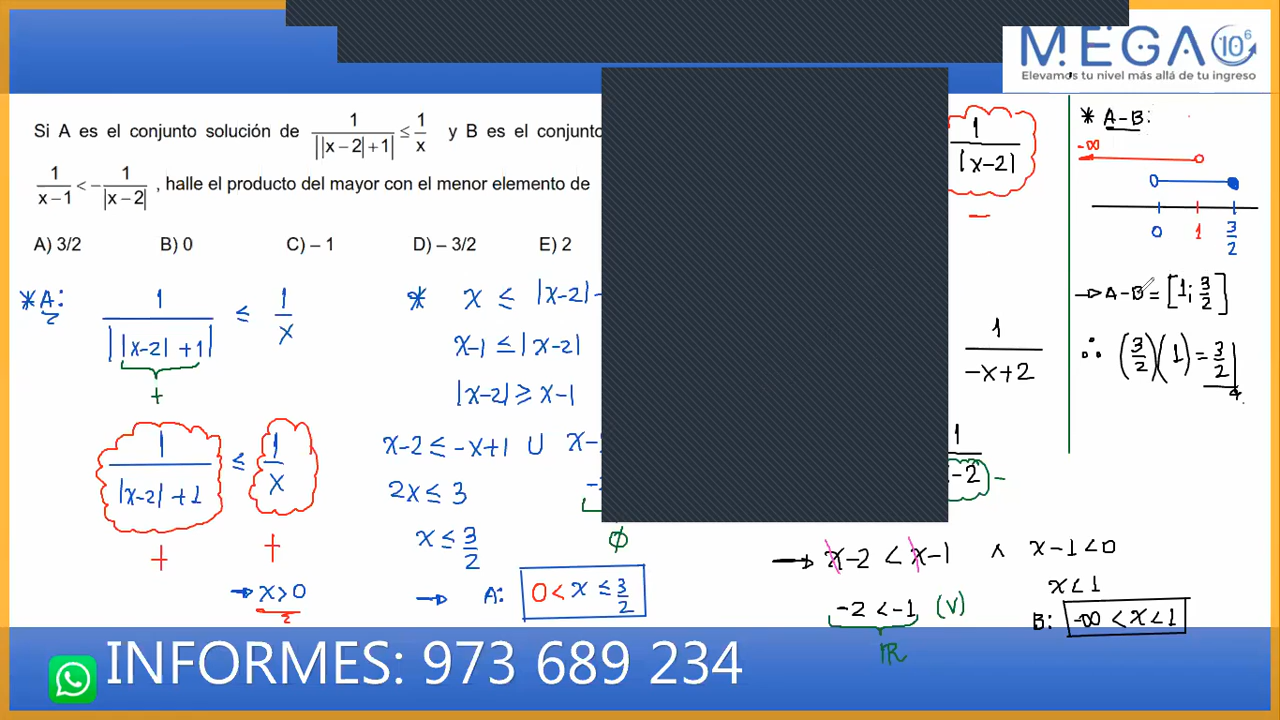 MEGA 10⁶
Elevamos tu nivel más allá de tu ingreso
Si A es el conjunto solución de 1/||x – 2| + 1| ≤ 1/x y B es el conjunto
1/(x – 1) < – 1/|x – 2| , halle el producto del mayor con el menor elemento de
A) 3/2 B) 0 C) – 1 D) – 3/2 E) 2
*A:
1/||x-2| + 1| ≤ 1/x
+
1/(|x-2| + 1) ≤ 1/x
+ +
→ x > 0
* x ≤ |x-2|
x-1 ≤ |x-2|
|x-2| ≥ x-1
x-2 ≤ -x+1 U x-
2x ≤ 3
x ≤ 3/2
∅
→ A: 0 < x ≤ 3/2
1/|x-2|
-
1/(-x+2)
1
-2 -
→ x-2 < x-1 ∧ x-1 < 0
x < 1
-2 < -1 (V)
ℝ
B: -∞ < x < 1
* A-B:
-∞
0 1 3/2
→ A-B = [1; 3/2]
∴ (3/2)(1) = 3/2
INFORMES: 973 689 234